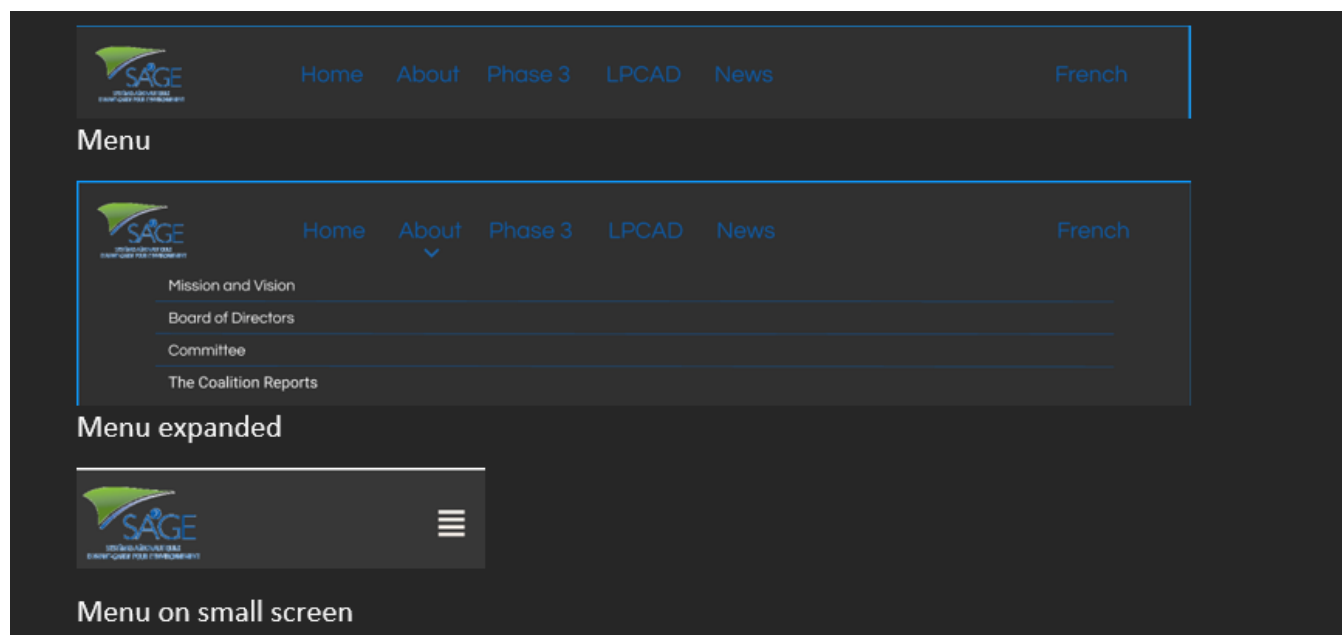 SAGE
Home About Phase 3 LPCAD News French
Menu
SAGE
Home About Phase 3 LPCAD News French
Mission and Vision
Board of Directors
Committee
The Coalition Reports
Menu expanded
SAGE
Menu on small screen